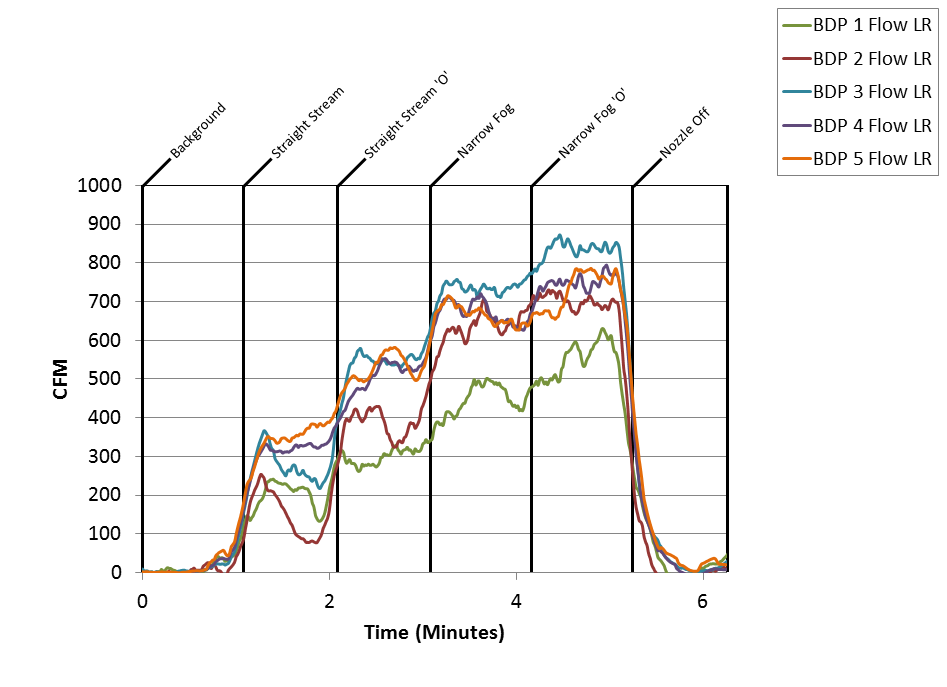 BDP 1 Flow LR
BDP 2 Flow LR
BDP 3 Flow LR
BDP 4 Flow LR
BDP 5 Flow LR
Background
Straight Stream
Straight Stream 'O'
Narrow Fog
Narrow Fog 'O'
Nozzle Off
1000
900
800
700
600
500
400
300
200
100
0
CFM
0 2 4 6
Time (Minutes)